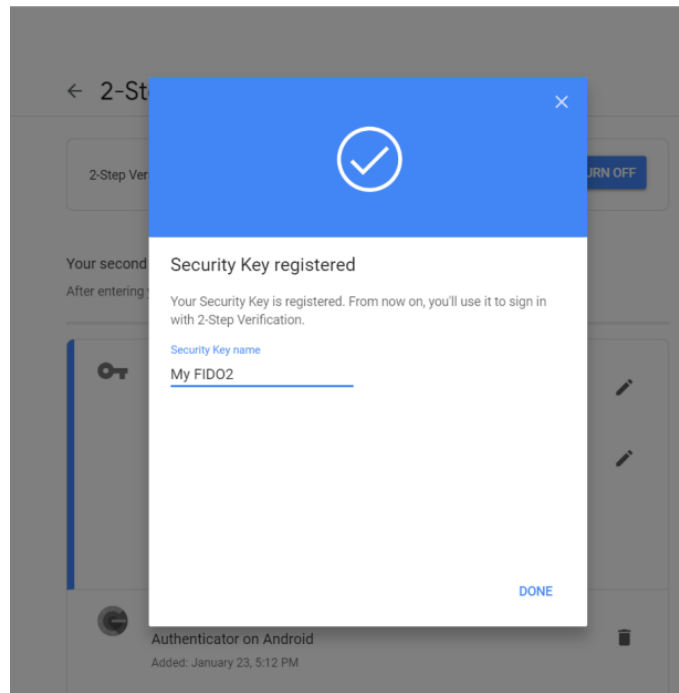 2-St
2-Step Ver
URN OFF
Your second
After entering
Security Key registered
Your Security Key is registered. From now on, you'll use it to sign in
with 2-Step Verification.
Security Key name
My FIDO2
DONE
Authenticator on Android
Added: January 23, 5:12 PM